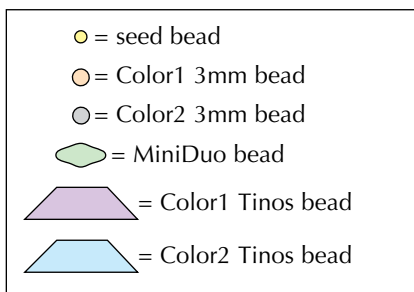 = seed bead
= Color1 3mm bead
= Color2 3mm bead
= MiniDuo bead
= Color1 Tinos bead
= Color2 Tinos bead